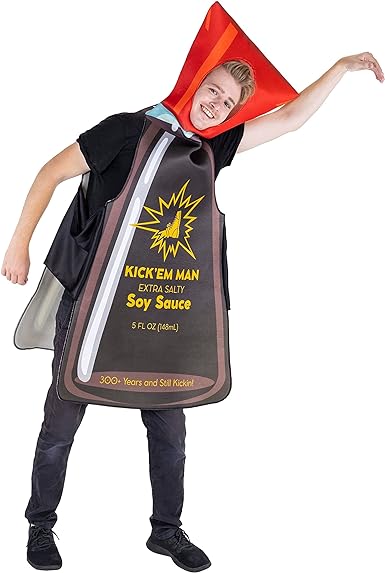 KICK'EM MAN
EXTRA SALTY
Soy Sauce
5 FL OZ (148mL)
300+ Years and Still Kickin!